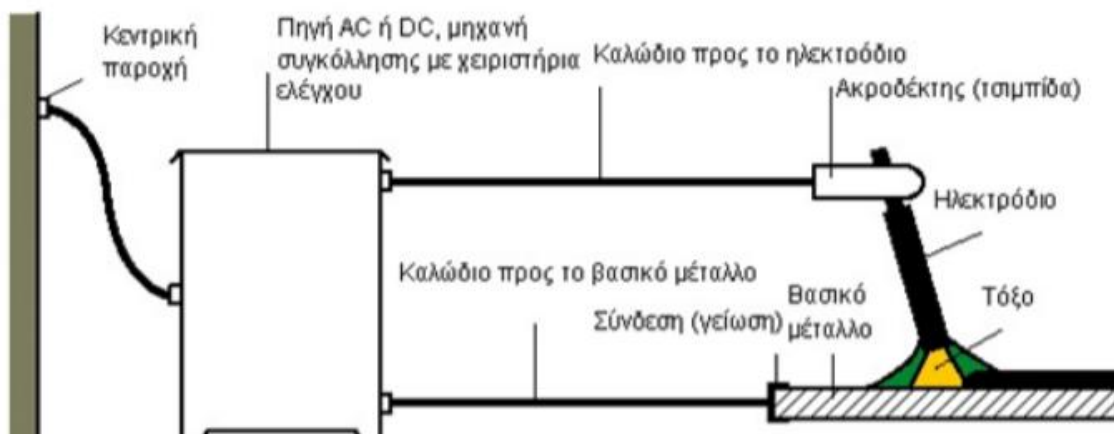 Κεντρική
παροχή
Πηγή AC ή DC, μηχανή
συγκόλλησης με χειριστήρια
ελέγχου
Καλώδιο προς το ηλεκτρόδιο
Ακροδέκτης (τσιμπίδα)
Ηλεκτρόδιο
Καλώδιο προς το βασικό μέταλλο
Σύνδεση (γείωση)
Βασικό
μέταλλο
Τόξο